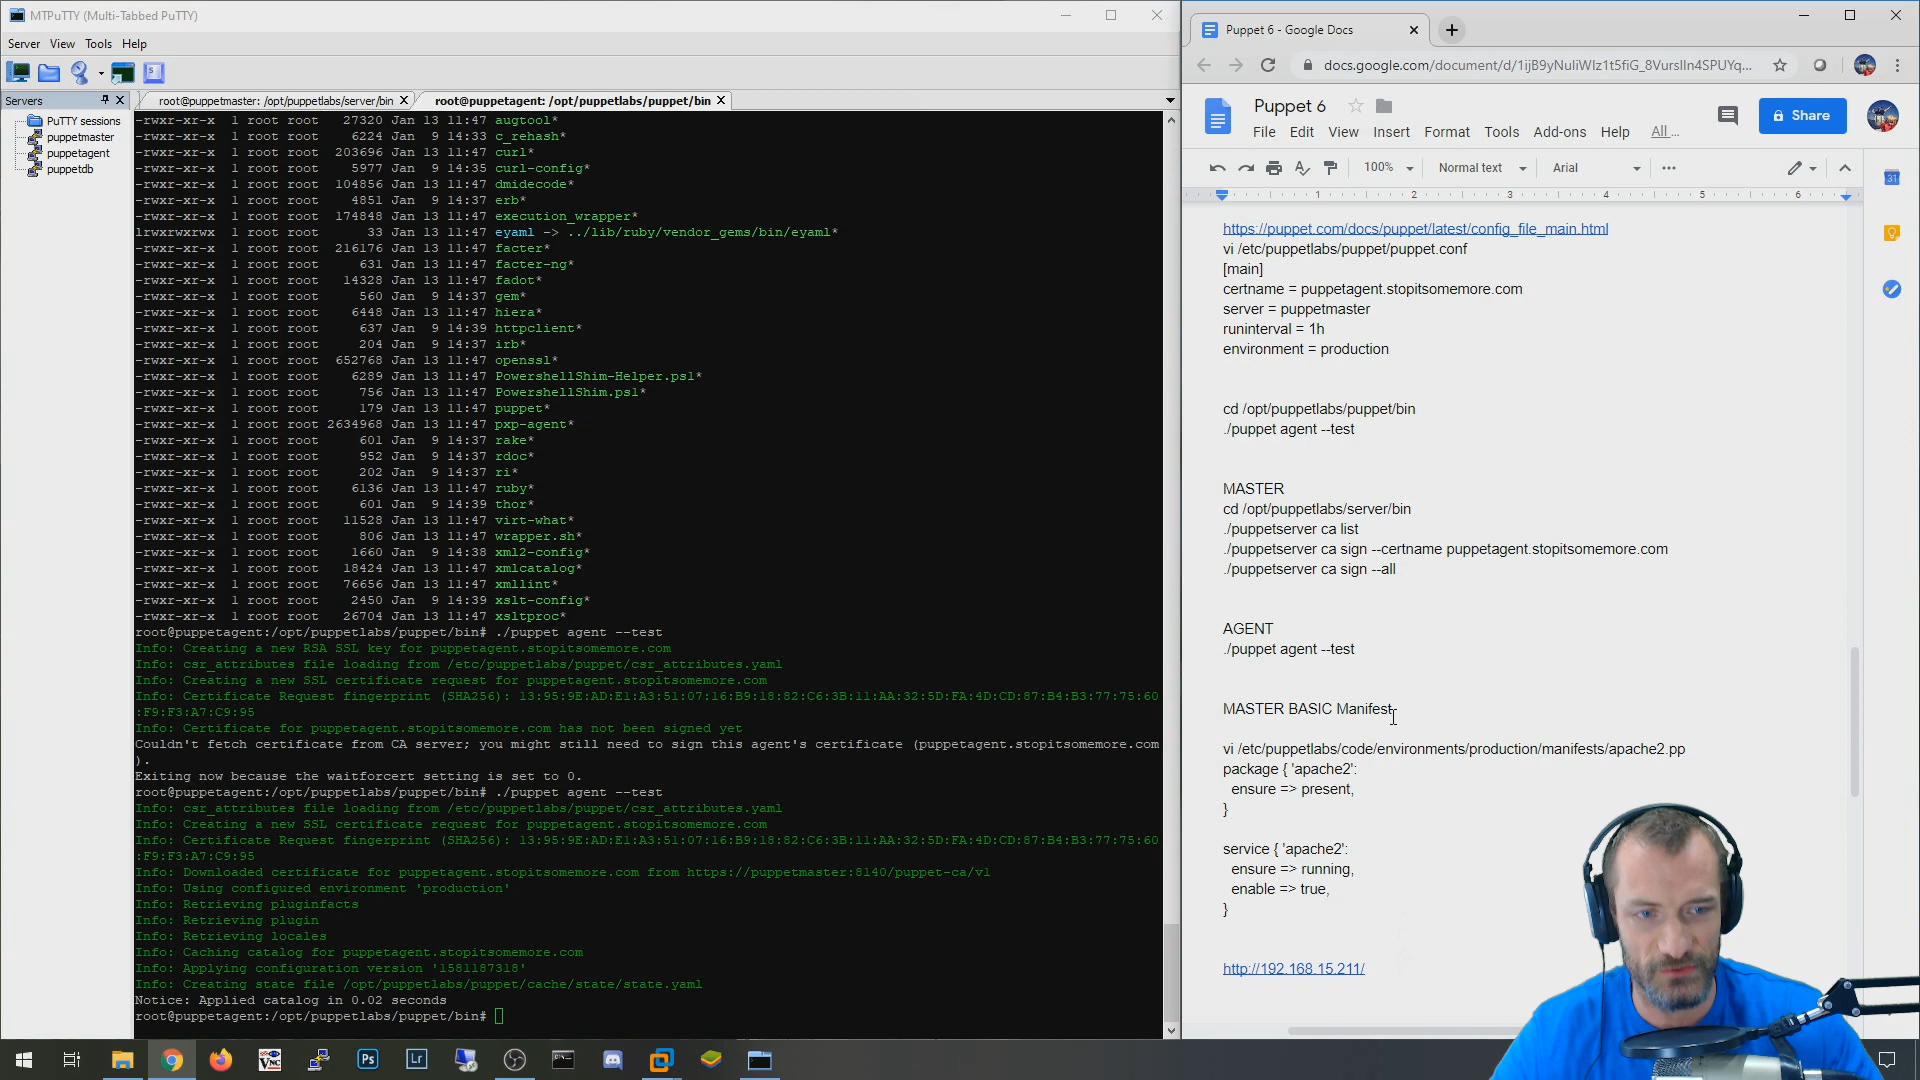 MTPuTTY (Multi-Tabbed PuTTY)
Server View Tools Help
Servers
PuTTY sessions
puppetmaster
puppetagent
puppetdb
root@puppetmaster: /opt/puppetlabs/server/bin
root@puppetagent: /opt/puppetlabs/puppet/bin
-rwxr-xr-x 1 root root 27320 Jan 13 11:47 augtool*
-rwxr-xr-x 1 root root 6224 Jan 13 14:33 c_rehash*
-rwxr-xr-x 1 root root 203696 Jan 13 11:47 curl*
-rwxr-xr-x 1 root root 5977 Jan 13 14:35 curl-config*
-rwxr-xr-x 1 root root 104856 Jan 13 11:47 dmidecode*
-rwxr-xr-x 1 root root 4851 Jan 9 14:37 erb*
-rwxr-xr-x 1 root root 174848 Jan 13 11:47 execution_wrapper*
lrwxrwxrwx 1 root root 33 Jan 13 11:47 eyaml -> ../lib/ruby/vendor_gems/bin/eyaml*
-rwxr-xr-x 1 root root 216176 Jan 13 11:47 facter*
-rwxr-xr-x 1 root root 631 Jan 13 11:47 facter-ng*
-rwxr-xr-x 1 root root 14328 Jan 13 11:47 fadot*
-rwxr-xr-x 1 root root 560 Jan 9 14:37 gem*
-rwxr-xr-x 1 root root 6448 Jan 13 11:47 hiera*
-rwxr-xr-x 1 root root 637 Jan 9 14:39 httpclient*
-rwxr-xr-x 1 root root 204 Jan 9 14:37 irb*
-rwxr-xr-x 1 root root 652768 Jan 13 11:47 openssl*
-rwxr-xr-x 1 root root 6289 Jan 13 11:47 PowershellShim-Helper.ps1*
-rwxr-xr-x 1 root root 756 Jan 13 11:47 PowershellShim.ps1*
-rwxr-xr-x 1 root root 179 Jan 13 11:47 puppet*
-rwxr-xr-x 1 root root 2634968 Jan 13 11:47 pxp-agent*
-rwxr-xr-x 1 root root 601 Jan 9 14:37 rake*
-rwxr-xr-x 1 root root 952 Jan 9 14:37 rdoc*
-rwxr-xr-x 1 root root 202 Jan 9 14:37 ri*
-rwxr-xr-x 1 root root 6136 Jan 13 11:47 ruby*
-rwxr-xr-x 1 root root 601 Jan 9 14:39 thor*
-rwxr-xr-x 1 root root 11528 Jan 13 11:47 virt-what*
-rwxr-xr-x 1 root root 806 Jan 13 11:47 wrapper.sh*
-rwxr-xr-x 1 root root 1660 Jan 9 14:38 xml2-config*
-rwxr-xr-x 1 root root 18424 Jan 13 11:47 xmlcatalog*
-rwxr-xr-x 1 root root 76656 Jan 13 11:47 xmllint*
-rwxr-xr-x 1 root root 2450 Jan 9 14:39 xslt-config*
-rwxr-xr-x 1 root root 26704 Jan 13 11:47 xsltproc*
root@puppetagent:/opt/puppetlabs/puppet/bin# ./puppet agent --test
Info: Creating a new RSA SSL key for puppetagent.stopitsomemore.com
Info: csr_attributes file loading from /etc/puppetlabs/puppet/csr_attributes.yaml
Info: Creating a new SSL certificate request for puppetagent.stopitsomemore.com
Info: Certificate Request fingerprint (SHA256): 13:95:9E:AD:E1:A3:51:07:16:B9:18:82:C6:3B:11:AA:32:5D:FA:4D:CD:87:B4:B3:77:75:60
:F9:F3:A7:C9:95
Info: Certificate for puppetagent.stopitsomemore.com has not been signed yet
Couldn't fetch certificate from CA server; you might still need to sign this agent's certificate (puppetagent.stopitsomemore.com
).
Exiting now because the waitforcert setting is set to 0.
root@puppetagent:/opt/puppetlabs/puppet/bin# ./puppet agent --test
Info: csr_attributes file loading from /etc/puppetlabs/puppet/csr_attributes.yaml
Info: Creating a new SSL certificate request for puppetagent.stopitsomemore.com
Info: Certificate Request fingerprint (SHA256): 13:95:9E:AD:E1:A3:51:07:16:B9:18:82:C6:3B:11:AA:32:5D:FA:4D:CD:87:B4:B3:77:75:60
:F9:F3:A7:C9:95
Info: Downloaded certificate for puppetagent.stopitsomemore.com from https://puppetmaster:8140/puppet-ca/v1
Info: Using configured environment 'production'
Info: Retrieving pluginfacts
Info: Retrieving plugin
Info: Retrieving locales
Info: Caching catalog for puppetagent.stopitsomemore.com
Info: Applying configuration version '1581187318'
Info: Creating state file /opt/puppetlabs/puppet/cache/state/state.yaml
Notice: Applied catalog in 0.02 seconds
root@puppetagent:/opt/puppetlabs/puppet/bin#
Puppet 6 - Google Docs
docs.google.com/document/d/1ijB9yNuliWIz1t5fiG_8VursIln4SPUYq...
Puppet 6
File Edit View Insert Format Tools Add-ons Help All ...
Share
100% Normal text Arial
1 2 3 4 5 6
31
https://puppet.com/docs/puppet/latest/config_file_main.html
vi /etc/puppetlabs/puppet/puppet.conf
[main]
certname = puppetagent.stopitsomemore.com
server = puppetmaster
runinterval = 1h
environment = production
cd /opt/puppetlabs/puppet/bin
./puppet agent --test
MASTER
cd /opt/puppetlabs/server/bin
./puppetserver ca list
./puppetserver ca sign --certname puppetagent.stopitsomemore.com
./puppetserver ca sign --all
AGENT
./puppet agent --test
MASTER BASIC Manifest
vi /etc/puppetlabs/code/environments/production/manifests/apache2.pp
package { 'apache2':
ensure => present,
}
service { 'apache2':
ensure => running,
enable => true,
}
http://192.168.15.211/
Ps
Lr